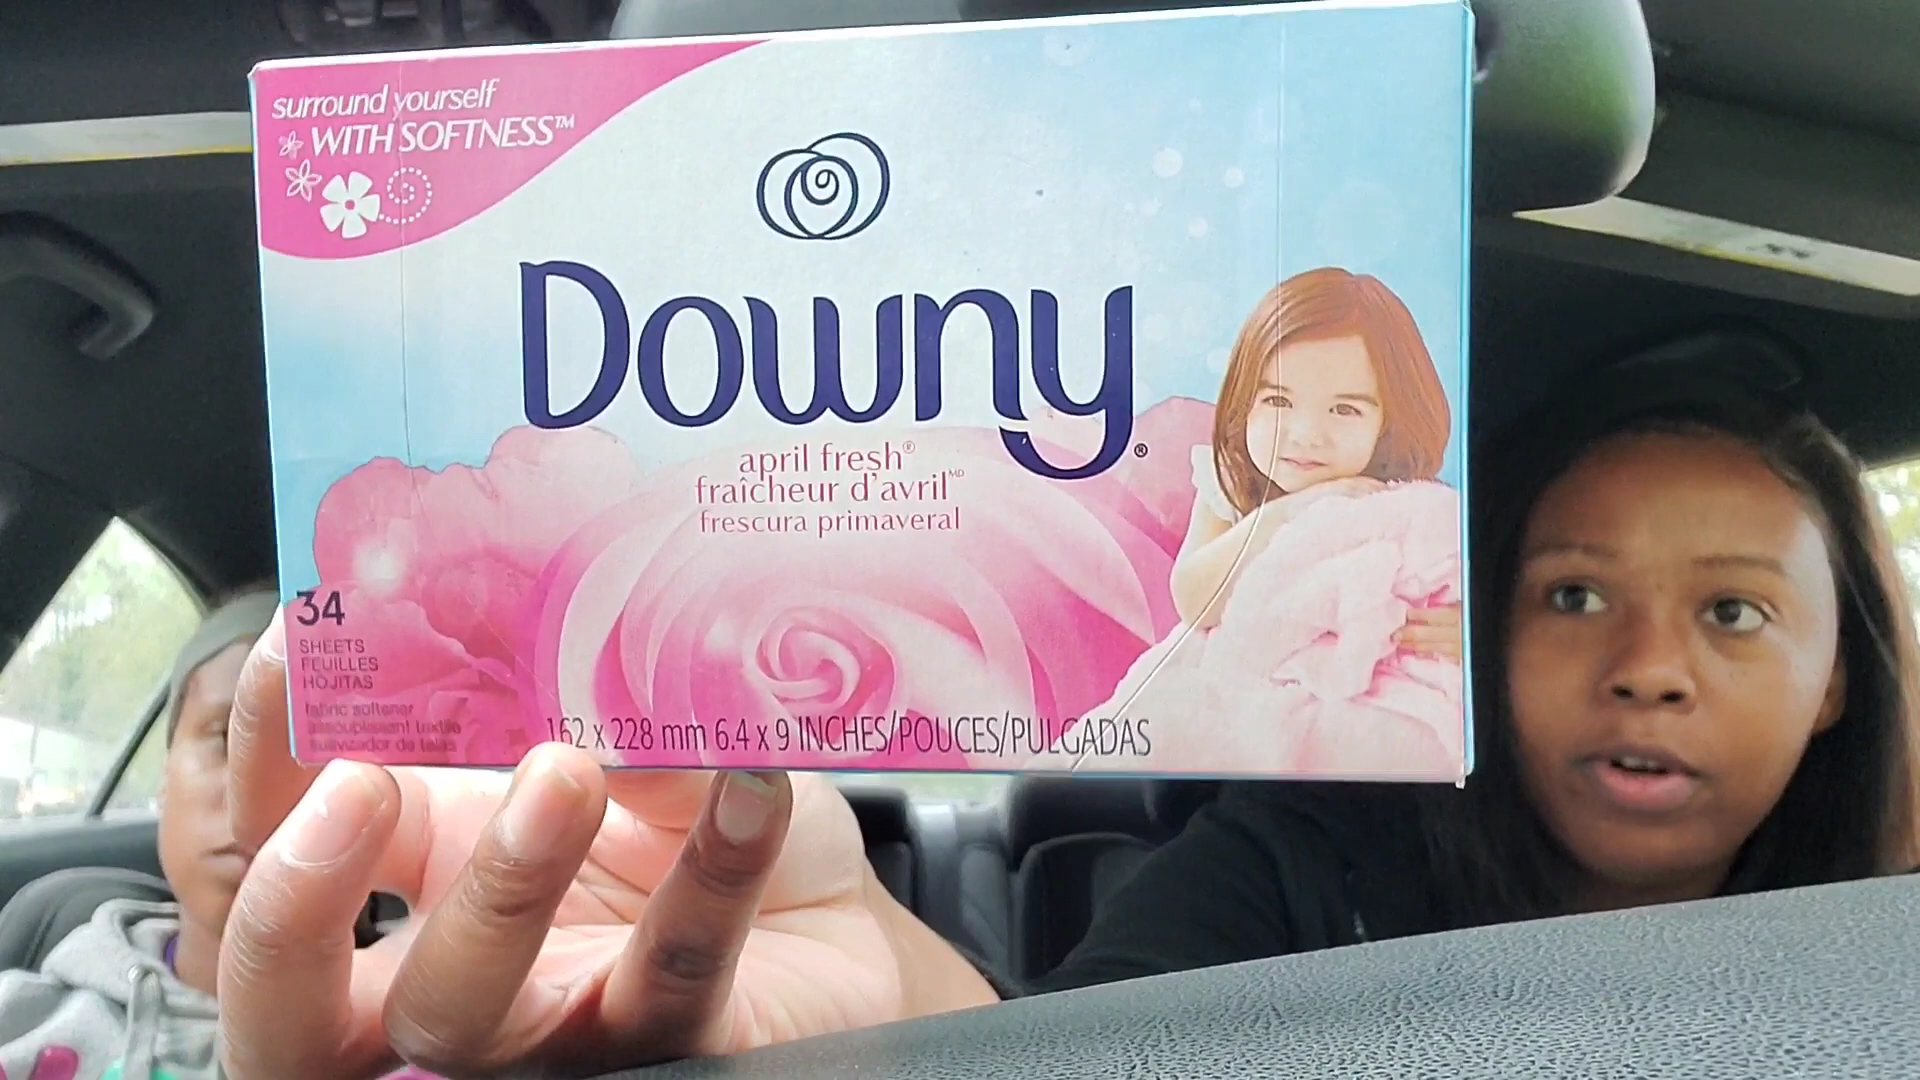 surround yourself
WITH SOFTNESS™
Downy®
april fresh®
fraîcheur d'avril MD
frescura primaveral
34
SHEETS
FEUILLES
HOJITAS
fabric softener
assouplissant textile
suavizador de telas
162 x 228 mm 6.4 x 9 INCHES/POUCES/PULGADAS